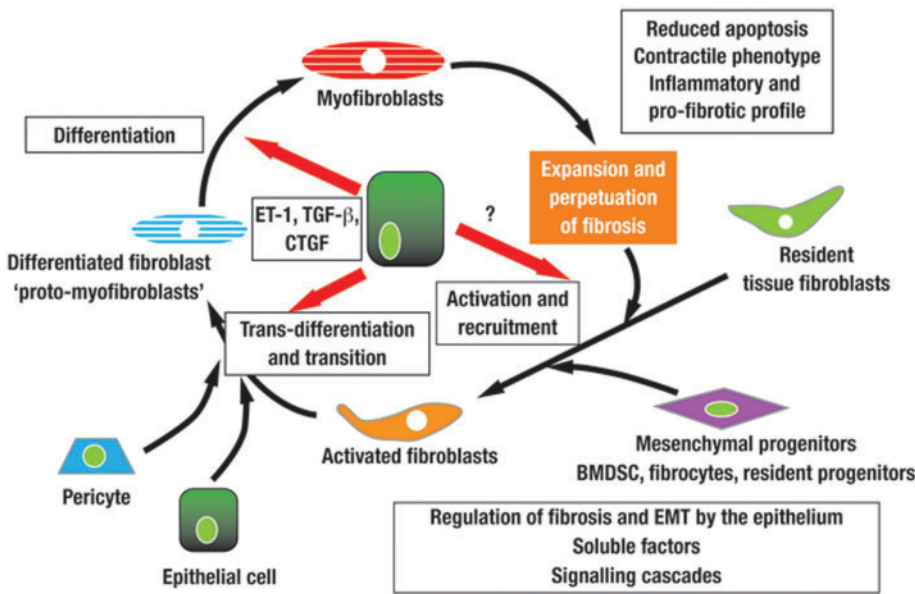 Reduced apoptosis
Contractile phenotype
Inflammatory and
pro-fibrotic profile
Myofibroblasts
Differentiation
Expansion and
perpetuation
of fibrosis
ET-1, TGF-β,
CTGF
?
Differentiated fibroblast
‘proto-myofibroblasts’
Resident
tissue fibroblasts
Activation and
recruitment
Trans-differentiation
and transition
Activated fibroblasts
Mesenchymal progenitors
BMDSC, fibrocytes, resident progenitors
Pericyte
Epithelial cell
Regulation of fibrosis and EMT by the epithelium
Soluble factors
Signalling cascades